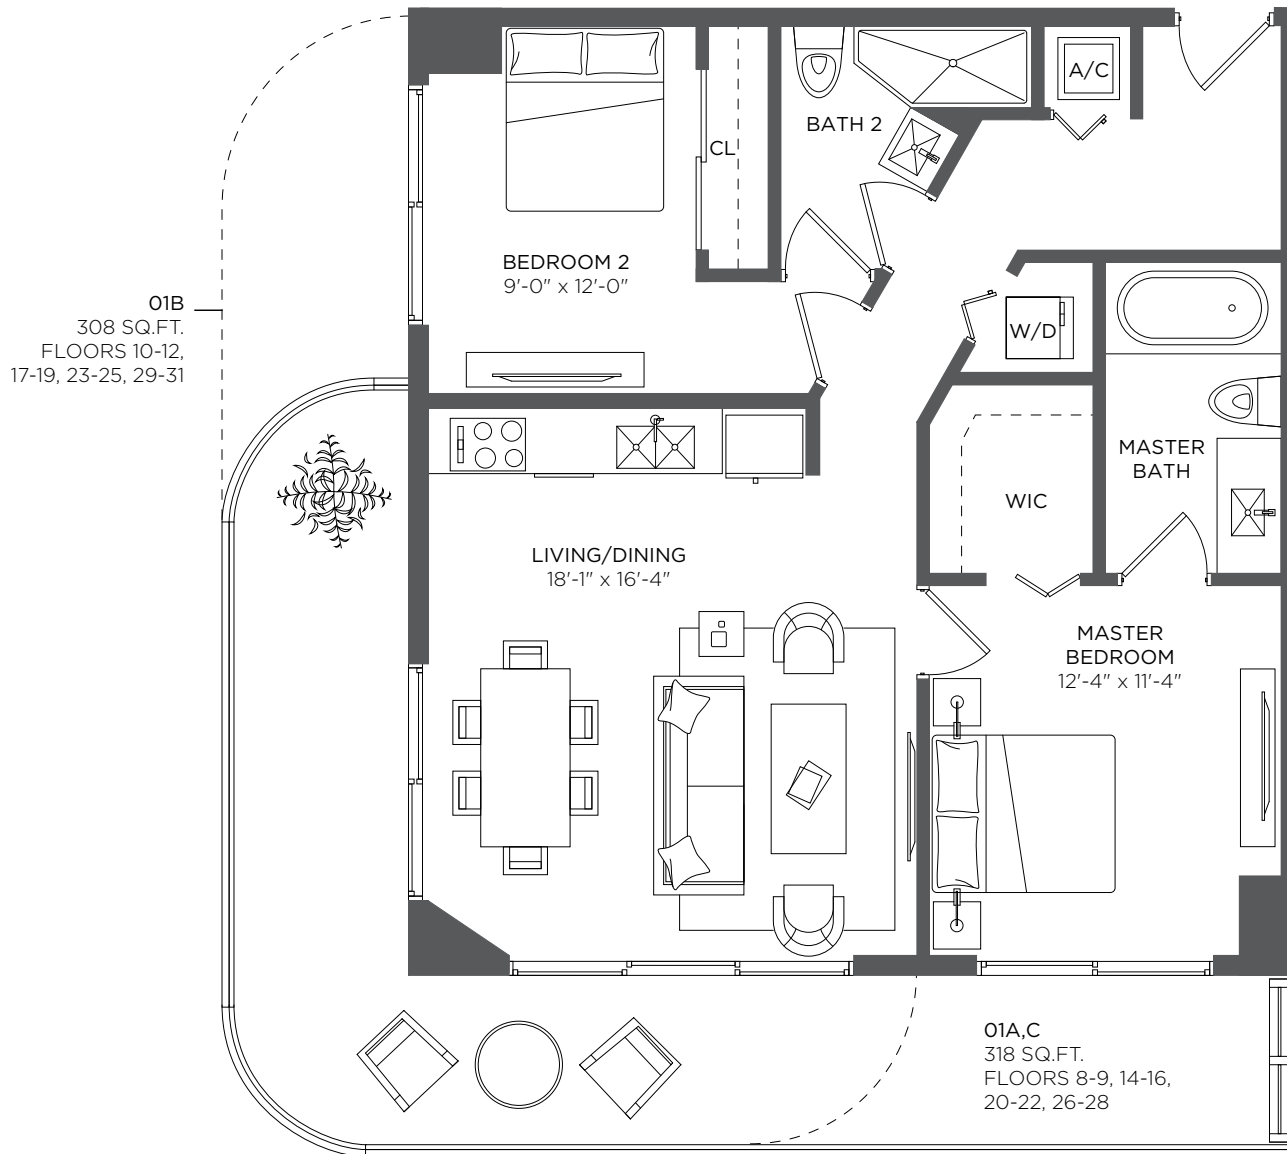 A/C
BATH 2
CL
BEDROOM 2
9'-0" x 12'-0"
01B
308 SQ.FT.
FLOORS 10-12,
17-19, 23-25, 29-31
W/D
MASTER
BATH
WIC
LIVING/DINING
18'-1" x 16'-4"
MASTER
BEDROOM
12'-4" x 11'-4"
01A,C
318 SQ.FT.
FLOORS 8-9, 14-16,
20-22, 26-28